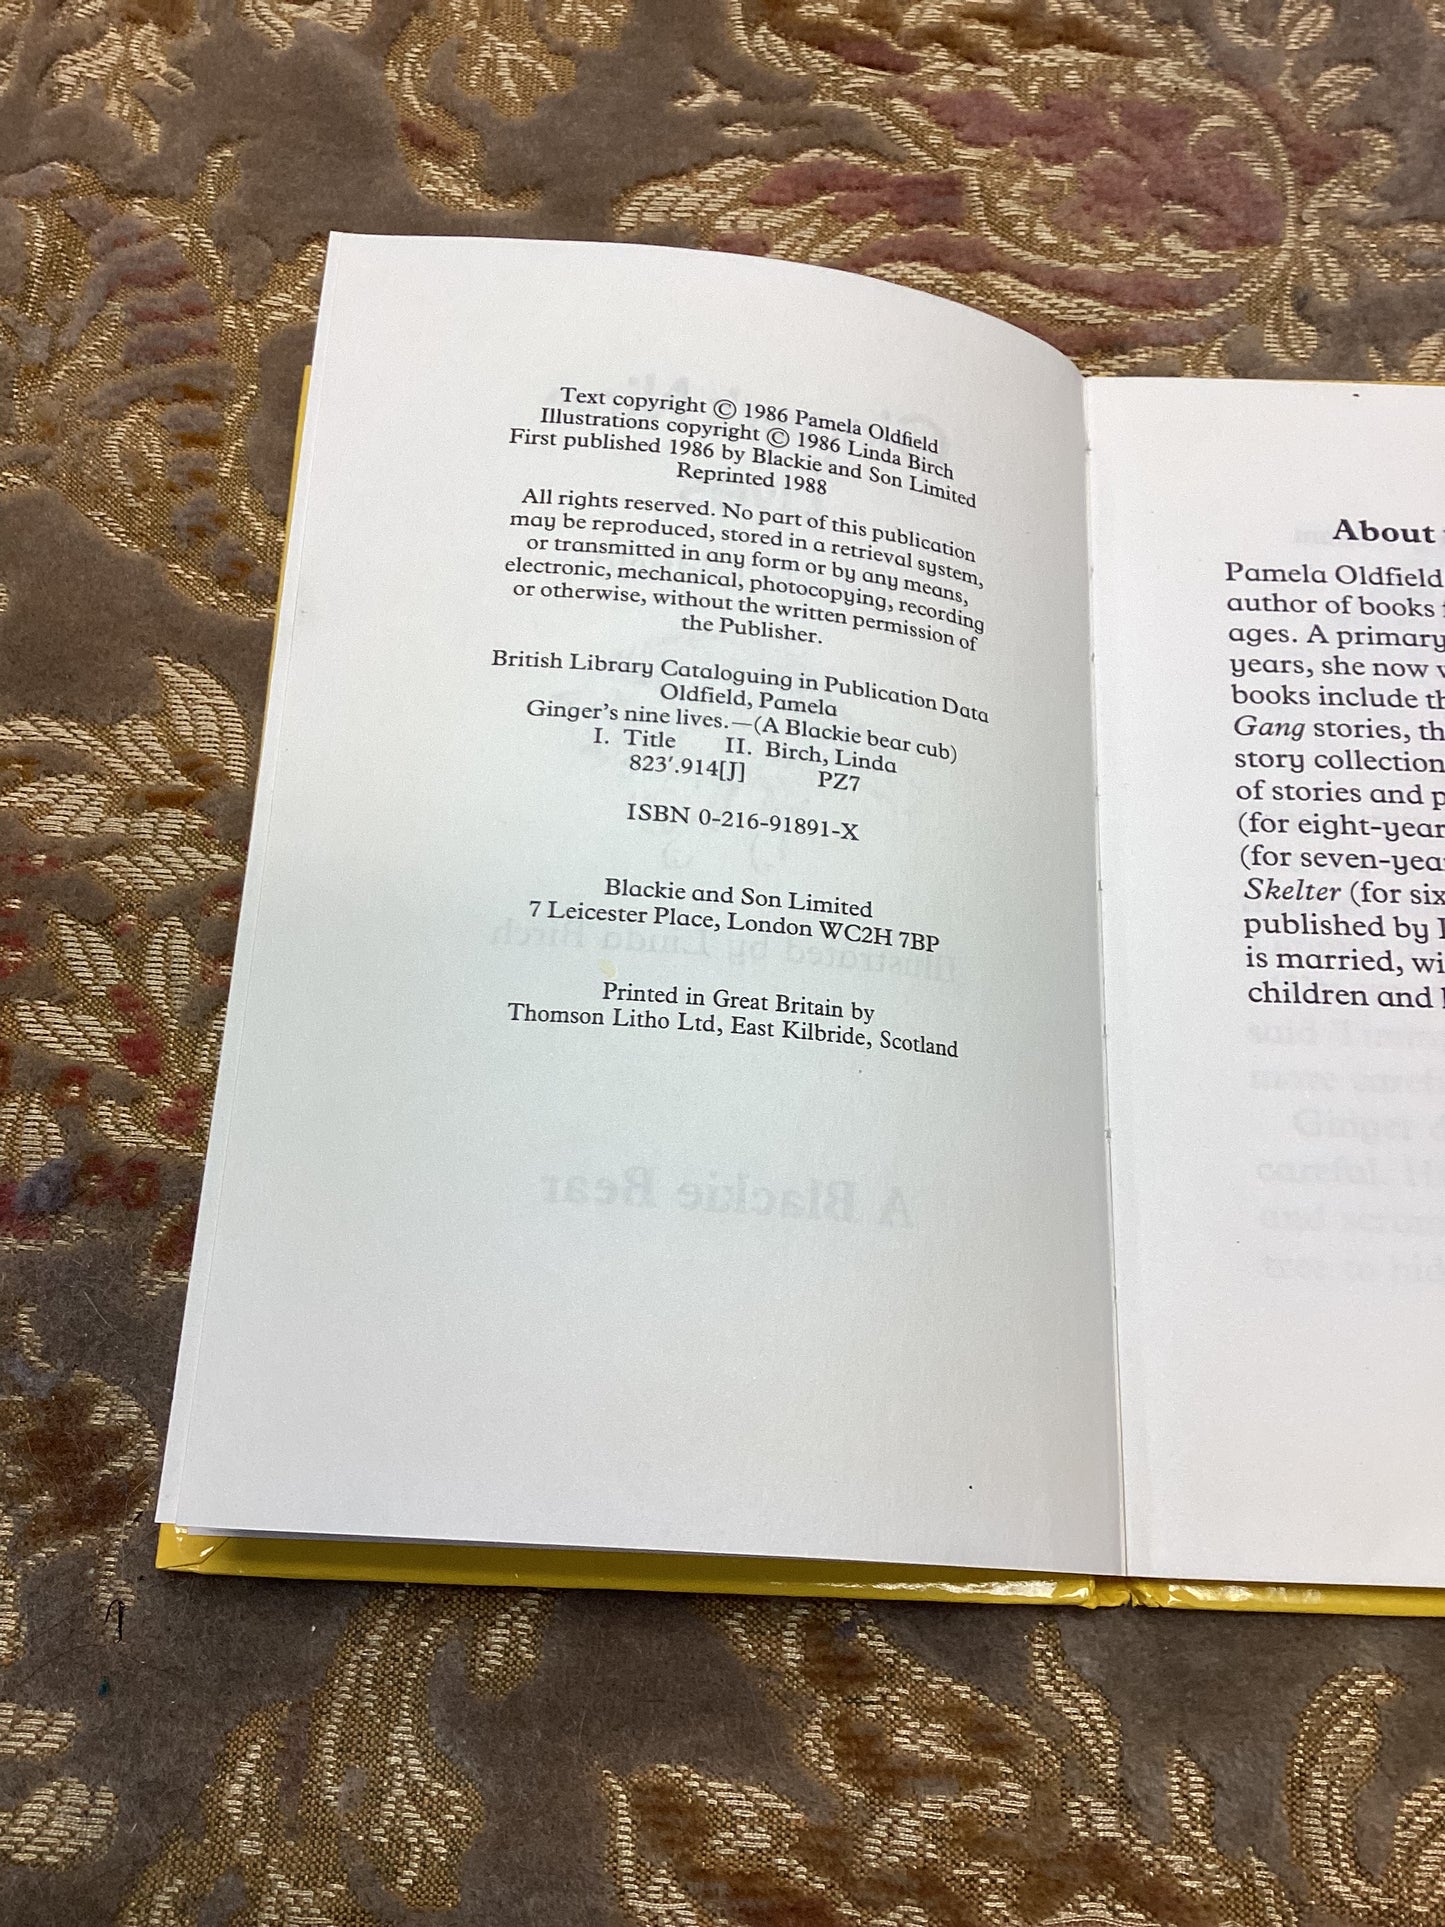 Text copyright © 1986 Pamela Oldfield
Illustrations copyright © 1986 Linda Birch
First published 1986 by Blackie and Son Limited
Reprinted 1988
All rights reserved. No part of this publication
may be reproduced, stored in a retrieval system,
or transmitted in any form or by any means,
electronic, mechanical, photocopying, recording
or otherwise, without the written permission of
the Publisher.
British Library Cataloguing in Publication Data
Oldfield, Pamela
Ginger's nine lives.—(A Blackie bear cub)
I. Title II. Birch, Linda
823'.914[J] PZ7
ISBN 0-216-91891-X
Blackie and Son Limited
7 Leicester Place, London WC2H 7BP
Printed in Great Britain by
Thomson Litho Ltd, East Kilbride, Scotland
About
Pamela Oldfield
author of books
ages. A primary
years, she now
books include
Gang stories,
story collection
of stories and
(for eight-year
(for seven-yea
Skelter (for six
published by
is married,
children and